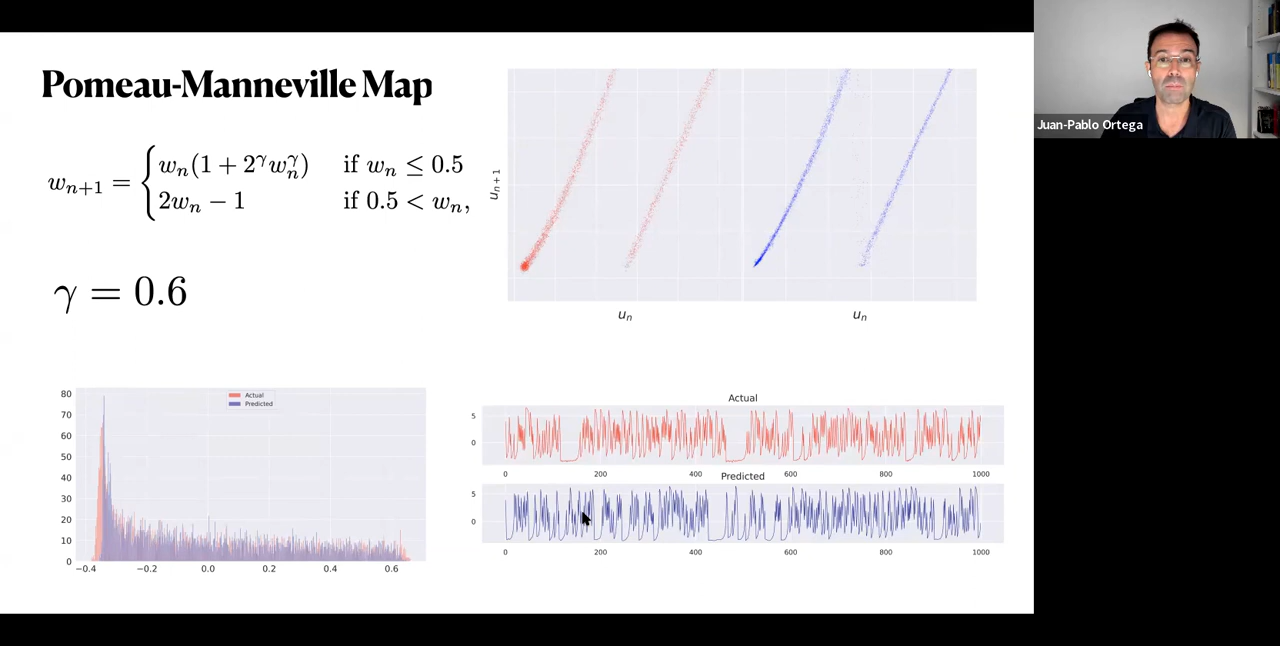 Pomeau-Manneville Map
w_{n+1} = { w_n(1 + 2^γ w_n^γ) if w_n ≤ 0.5
2w_n − 1 if 0.5 < w_n,
γ = 0.6
u_{n+1}
u_n u_n
80
70
60
50
40
30
20
10
0
−0.4 −0.2 0.0 0.2 0.4 0.6
Actual
Predicted
Actual
5
0
0 200 400 600 800 1000
Predicted
5
0
0 200 400 600 800 1000
Juan-Pablo Ortega